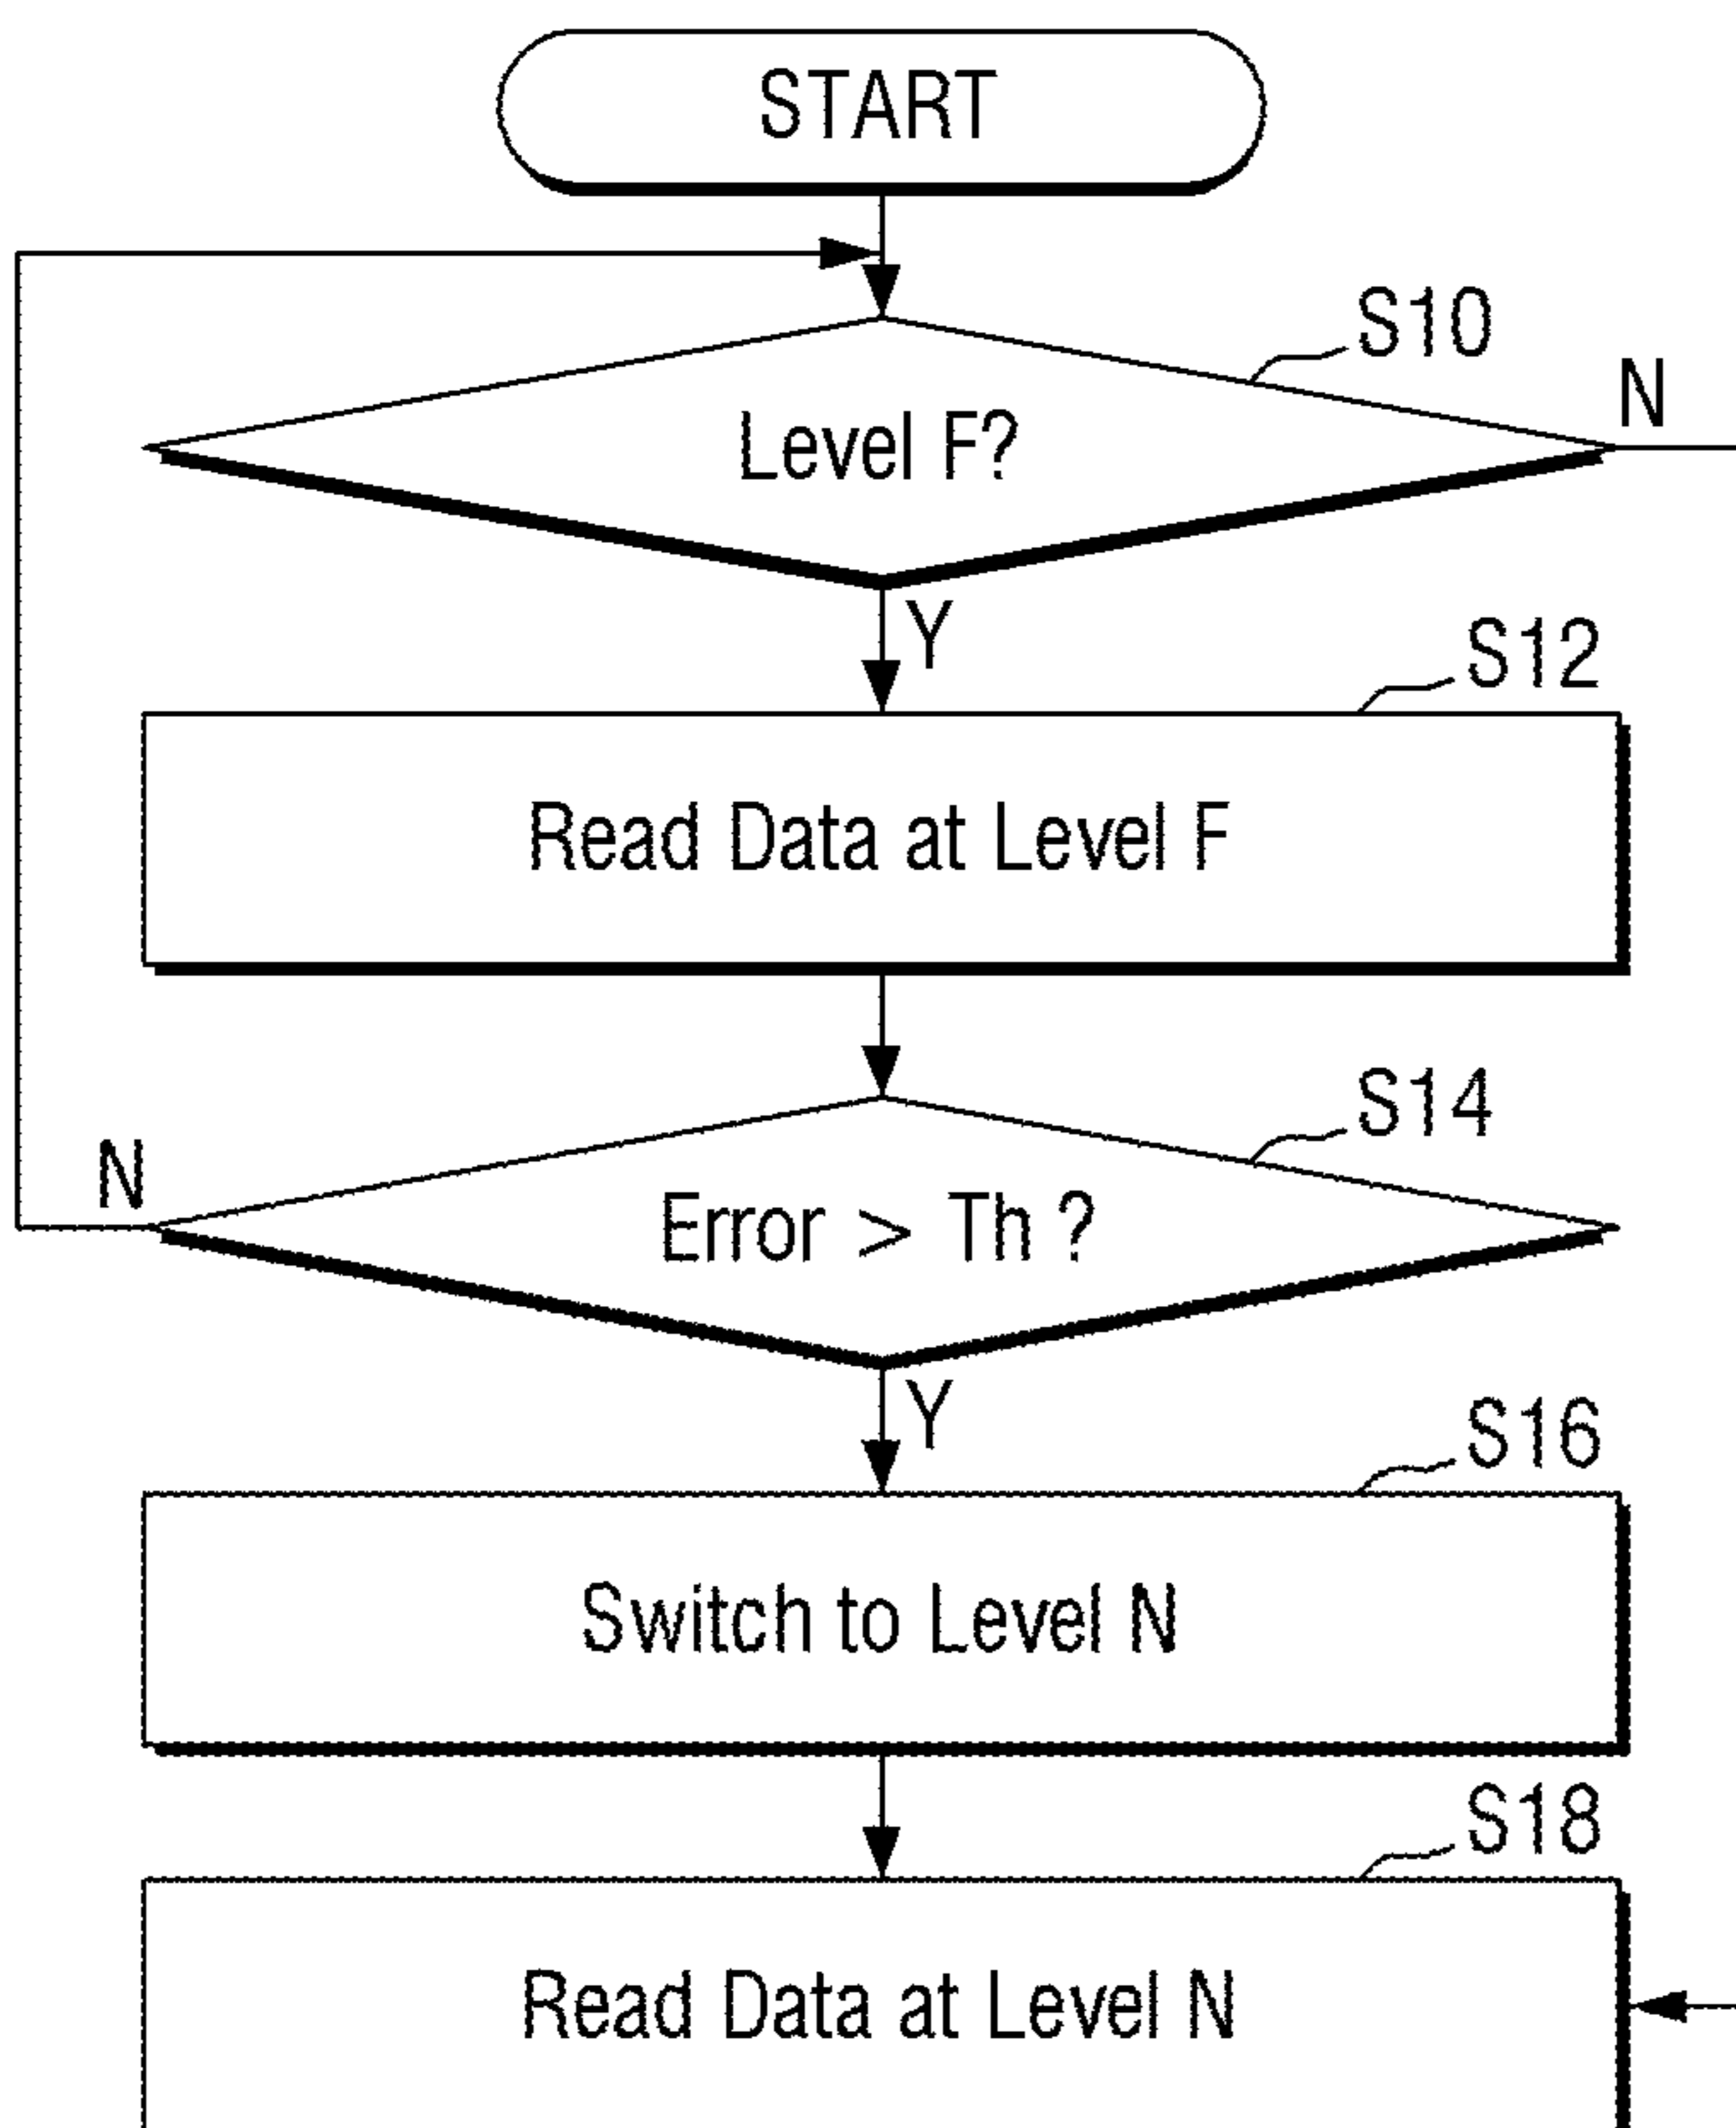 START
S10
N
Level F?
Y
S12
Read Data at Level F
S14
N
Error > Th ?
Y
S16
Switch to Level N
S18
Read Data at Level N